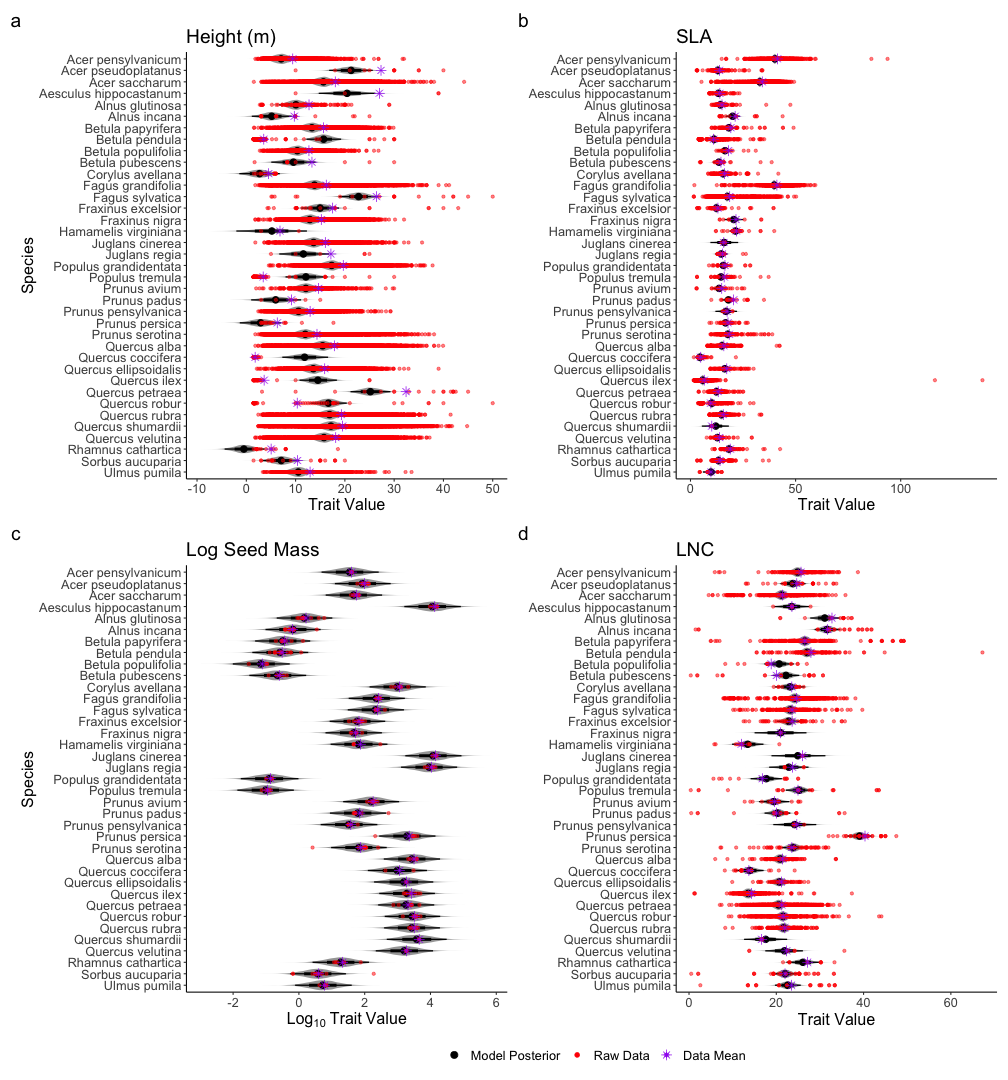 a
Height (m)
Species
Acer pensylvanicum
Acer pseudoplatanus
Acer saccharum
Aesculus hippocastanum
Alnus glutinosa
Alnus incana
Betula papyrifera
Betula pendula
Betula populifolia
Betula pubescens
Corylus avellana
Fagus grandifolia
Fagus sylvatica
Fraxinus excelsior
Fraxinus nigra
Hamamelis virginiana
Juglans cinerea
Juglans regia
Populus grandidentata
Populus tremula
Prunus avium
Prunus padus
Prunus pensylvanica
Prunus persica
Prunus serotina
Quercus alba
Quercus coccifera
Quercus ellipsoidalis
Quercus ilex
Quercus petraea
Quercus robur
Quercus rubra
Quercus shumardii
Quercus velutina
Rhamnus cathartica
Sorbus aucuparia
Ulmus pumila
-10 0 10 20 30 40 50
Trait Value
b
SLA
Acer pensylvanicum
Acer pseudoplatanus
Acer saccharum
Aesculus hippocastanum
Alnus glutinosa
Alnus incana
Betula papyrifera
Betula pendula
Betula populifolia
Betula pubescens
Corylus avellana
Fagus grandifolia
Fagus sylvatica
Fraxinus excelsior
Fraxinus nigra
Hamamelis virginiana
Juglans cinerea
Juglans regia
Populus grandidentata
Populus tremula
Prunus avium
Prunus padus
Prunus pensylvanica
Prunus persica
Prunus serotina
Quercus alba
Quercus coccifera
Quercus ellipsoidalis
Quercus ilex
Quercus petraea
Quercus robur
Quercus rubra
Quercus shumardii
Quercus velutina
Rhamnus cathartica
Sorbus aucuparia
Ulmus pumila
0 50 100
Trait Value
c
Log Seed Mass
Species
Acer pensylvanicum
Acer pseudoplatanus
Acer saccharum
Aesculus hippocastanum
Alnus glutinosa
Alnus incana
Betula papyrifera
Betula pendula
Betula populifolia
Betula pubescens
Corylus avellana
Fagus grandifolia
Fagus sylvatica
Fraxinus excelsior
Fraxinus nigra
Hamamelis virginiana
Juglans cinerea
Juglans regia
Populus grandidentata
Populus tremula
Prunus avium
Prunus padus
Prunus pensylvanica
Prunus persica
Prunus serotina
Quercus alba
Quercus coccifera
Quercus ellipsoidalis
Quercus ilex
Quercus petraea
Quercus robur
Quercus rubra
Quercus shumardii
Quercus velutina
Rhamnus cathartica
Sorbus aucuparia
Ulmus pumila
-2 0 2 4 6
Log₁₀ Trait Value
d
LNC
Acer pensylvanicum
Acer pseudoplatanus
Acer saccharum
Aesculus hippocastanum
Alnus glutinosa
Alnus incana
Betula papyrifera
Betula pendula
Betula populifolia
Betula pubescens
Corylus avellana
Fagus grandifolia
Fagus sylvatica
Fraxinus excelsior
Fraxinus nigra
Hamamelis virginiana
Juglans cinerea
Juglans regia
Populus grandidentata
Populus tremula
Prunus avium
Prunus padus
Prunus pensylvanica
Prunus persica
Prunus serotina
Quercus alba
Quercus coccifera
Quercus ellipsoidalis
Quercus ilex
Quercus petraea
Quercus robur
Quercus rubra
Quercus shumardii
Quercus velutina
Rhamnus cathartica
Sorbus aucuparia
Ulmus pumila
0 20 40 60
Trait Value
Model Posterior Raw Data Data Mean